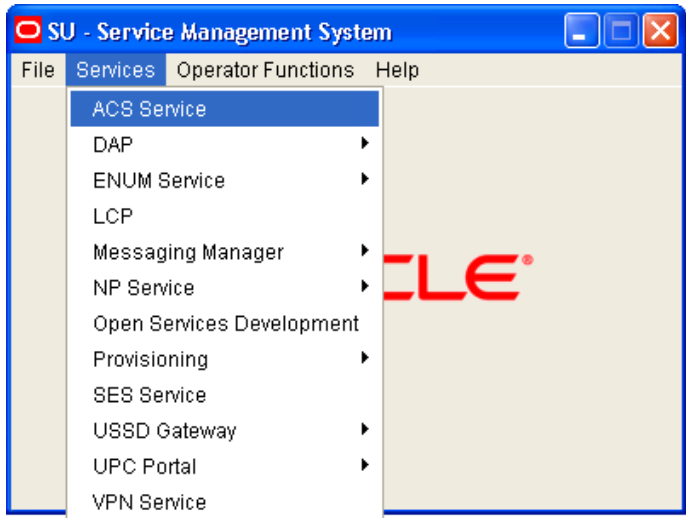 SU - Service Management System
File Services Operator Functions Help
ACS Service
DAP
ENUM Service
LCP
Messaging Manager
NP Service
CLE®
Open Services Development
Provisioning
SES Service
USSD Gateway
UPC Portal
VPN Service